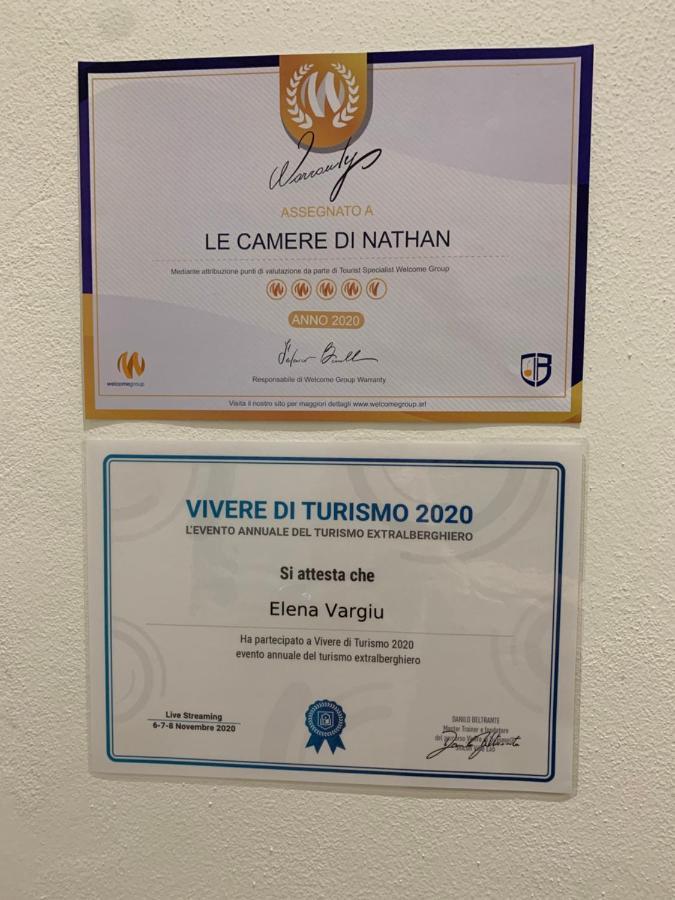 Warranty
ASSEGNATO A
LE CAMERE DI NATHAN
Mediante attribuzione punti di valutazione da parte di Tourist Specialist Welcome Group
ANNO 2020
welcomegroup
Responsabile di Welcome Group Warranty
Visita il nostro sito per maggiori dettagli www.welcomegroup.srl
VIVERE DI TURISMO 2020
L'EVENTO ANNUALE DEL TURISMO EXTRALBERGHIERO
Si attesta che
Elena Vargiu
Ha partecipato a Vivere di Turismo 2020
evento annuale del turismo extralberghiero
Live Streaming
6-7-8 Novembre 2020
DANILO BELTRANTE
Master Trainer e fondatore